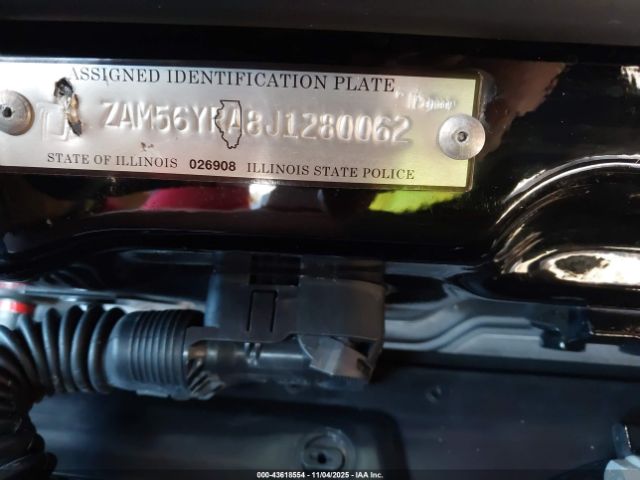 ASSIGNED IDENTIFICATION PLATE
ZAM56YRA8J1280062
STATE OF ILLINOIS 026908 ILLINOIS STATE POLICE
000-43618554 | 11/04/2025 - IAA Inc.